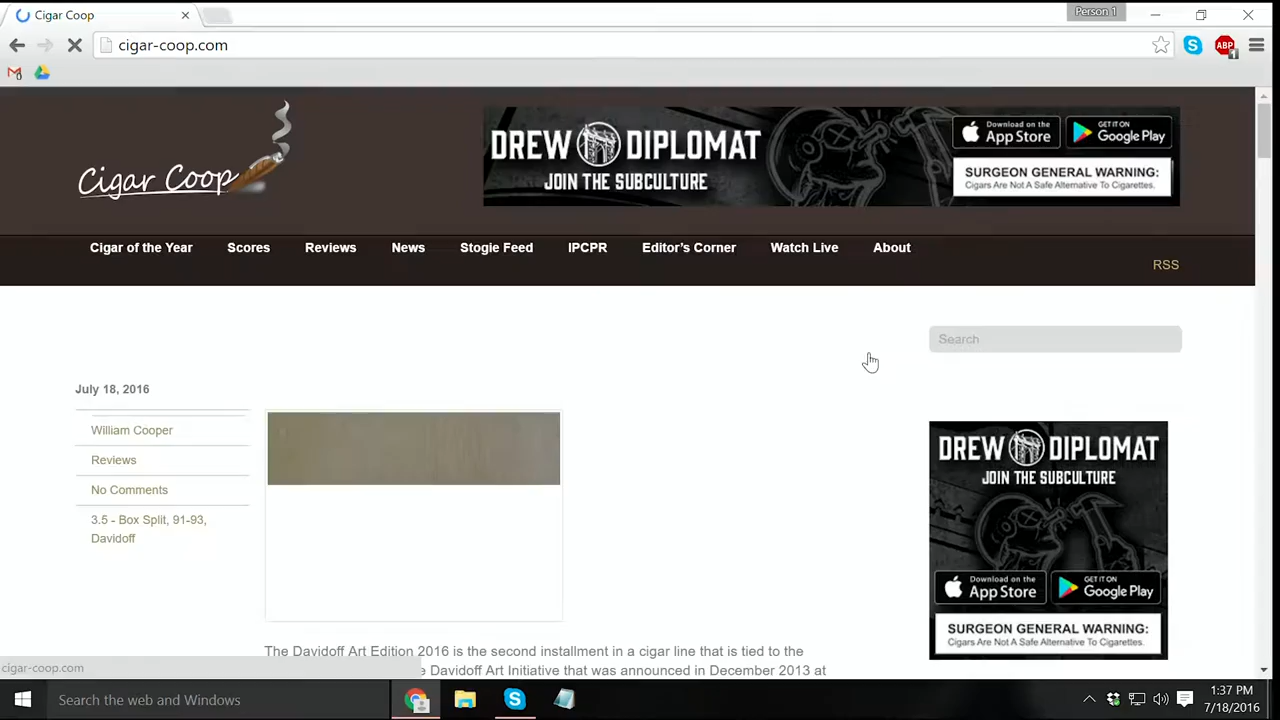 Cigar Coop
Person 1
cigar-coop.com
ABP
1
Cigar Coop
DREW DIPLOMAT
JOIN THE SUBCULTURE
Download on the
App Store
GET IT ON
Google Play
SURGEON GENERAL WARNING:
Cigars Are Not A Safe Alternative To Cigarettes.
Cigar of the Year
Scores
Reviews
News
Stogie Feed
IPCPR
Editor's Corner
Watch Live
About
RSS
Search
July 18, 2016
William Cooper
Reviews
No Comments
3.5 - Box Split, 91-93,
Davidoff
DREW DIPLOMAT
JOIN THE SUBCULTURE
Download on the
App Store
GET IT ON
Google Play
SURGEON GENERAL WARNING:
Cigars Are Not A Safe Alternative To Cigarettes.
The Davidoff Art Edition 2016 is the second installment in a cigar line that is tied to the
Davidoff Art Initiative that was announced in December 2013 at
cigar-coop.com
Search the web and Windows
1:37 PM
7/18/2016